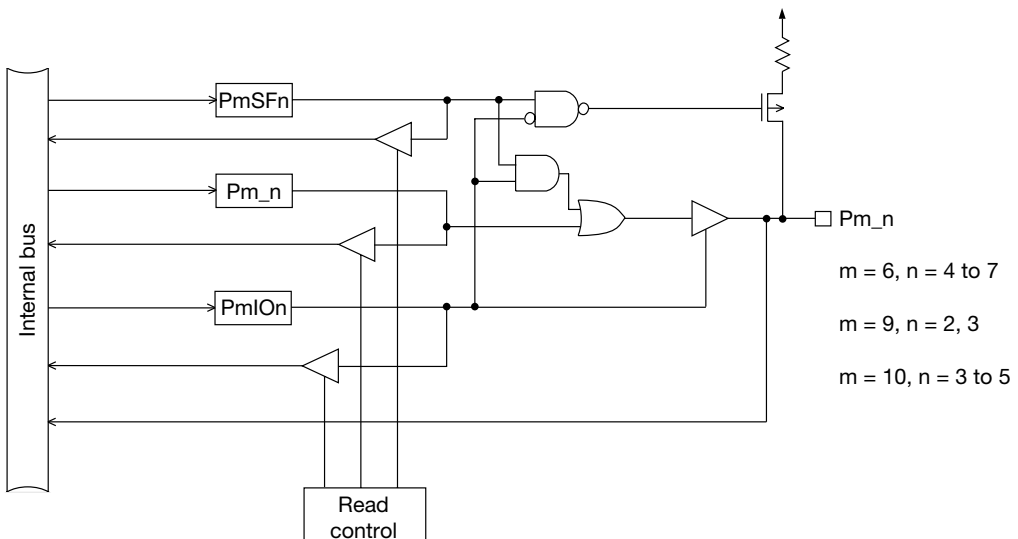 PmSFn
Pm_n
Pm_n
m = 6, n = 4 to 7
Internal bus
PmIOn
m = 9, n = 2, 3
m = 10, n = 3 to 5
Read
control